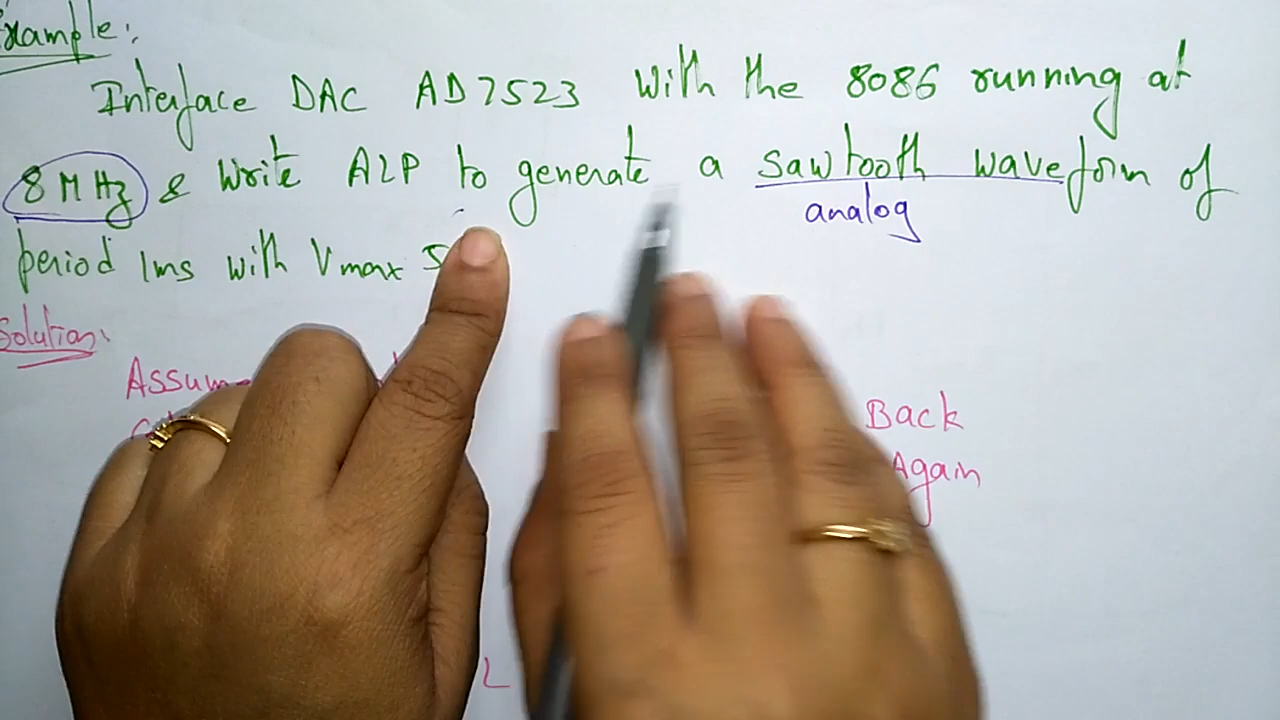 Example:
Interface DAC AD7523 with the 8086 running at
8 MHz & Write ALP to generate a sawtooth waveform of
analog
period 1ms with Vmax 5
Solution:
Back
Again
L